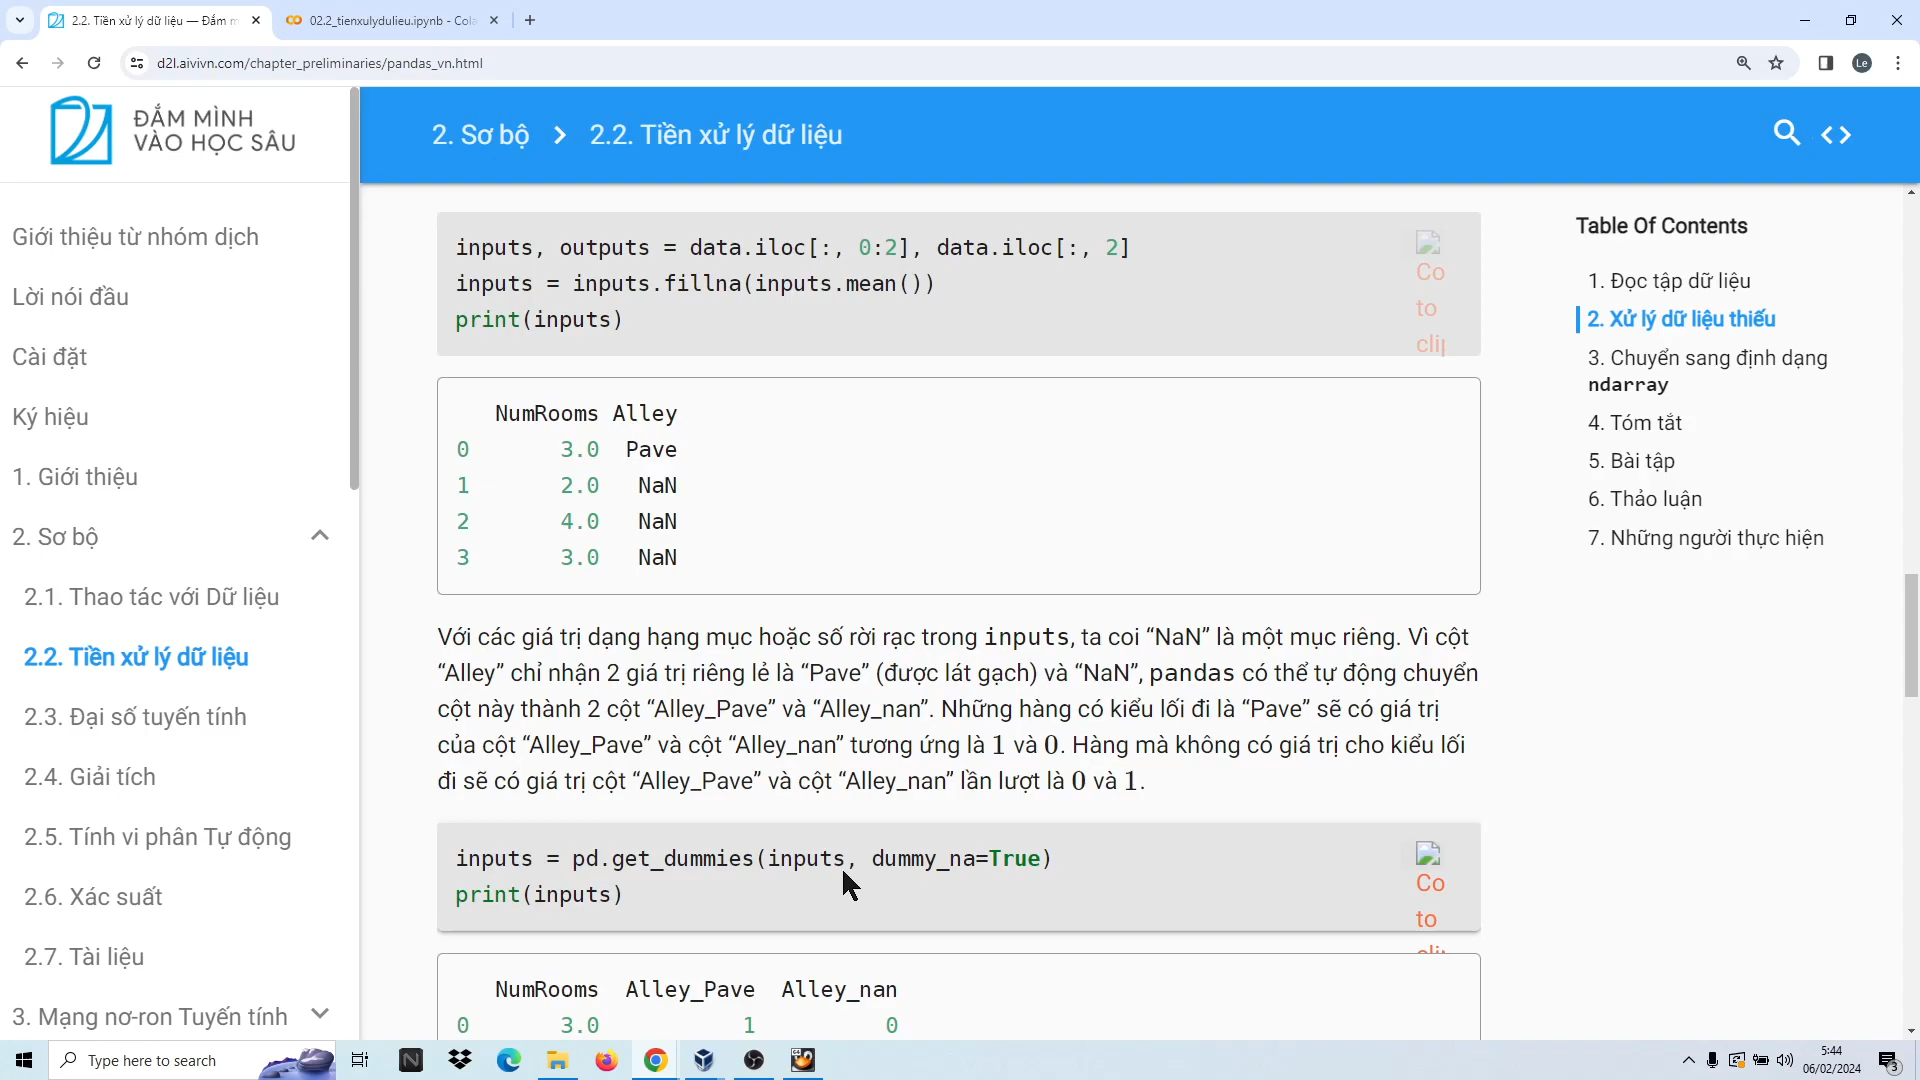 2.2. Tiền xử lý dữ liệu — Đắm m
02.2_tienxulydulieu.ipynb - Cola
d2l.aivivn.com/chapter_preliminaries/pandas_vn.html
Le
ĐẮM MÌNH
VÀO HỌC SÂU
2. Sơ bộ
2.2. Tiền xử lý dữ liệu
Giới thiệu từ nhóm dịch
Lời nói đầu
Cài đặt
Ký hiệu
1. Giới thiệu
2. Sơ bộ
2.1. Thao tác với Dữ liệu
2.2. Tiền xử lý dữ liệu
2.3. Đại số tuyến tính
2.4. Giải tích
2.5. Tính vi phân Tự động
2.6. Xác suất
2.7. Tài liệu
3. Mạng nơ-ron Tuyến tính
inputs, outputs = data.iloc[:, 0:2], data.iloc[:, 2]
inputs = inputs.fillna(inputs.mean())
print(inputs)
Co
to
clip
NumRooms Alley
0 3.0 Pave
1 2.0 NaN
2 4.0 NaN
3 3.0 NaN
Với các giá trị dạng hạng mục hoặc số rời rạc trong inputs, ta coi “NaN” là một mục riêng. Vì cột
“Alley” chỉ nhận 2 giá trị riêng lẻ là “Pave” (được lát gạch) và “NaN”, pandas có thể tự động chuyển
cột này thành 2 cột “Alley_Pave” và “Alley_nan”. Những hàng có kiểu lối đi là “Pave” sẽ có giá trị
của cột “Alley_Pave” và cột “Alley_nan” tương ứng là 1 và 0. Hàng mà không có giá trị cho kiểu lối
đi sẽ có giá trị cột “Alley_Pave” và cột “Alley_nan” lần lượt là 0 và 1.
inputs = pd.get_dummies(inputs, dummy_na=True)
print(inputs)
Co
to
NumRooms Alley_Pave Alley_nan
0 3.0 1 0
Table Of Contents
1. Đọc tập dữ liệu
2. Xử lý dữ liệu thiếu
3. Chuyển sang định dạng
ndarray
4. Tóm tắt
5. Bài tập
6. Thảo luận
7. Những người thực hiện
Type here to search
5:44
06/02/2024
3